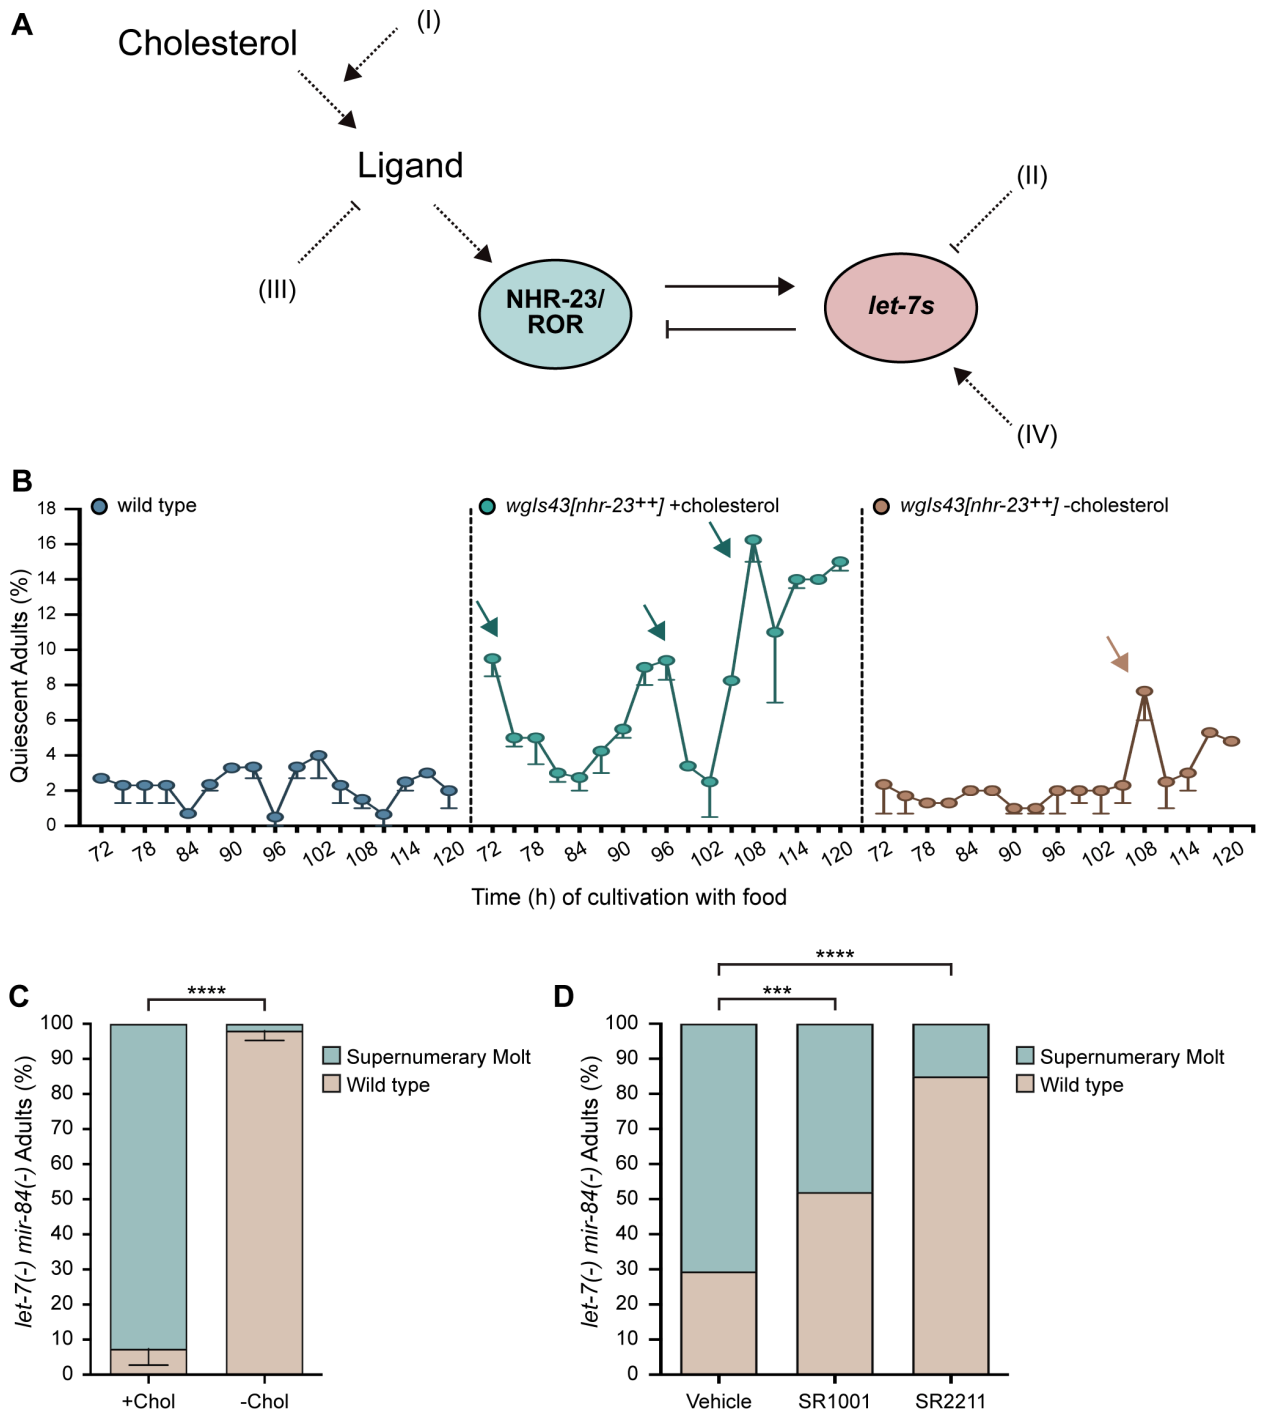 A
Cholesterol
(I)
Ligand
(II)
(III)
NHR-23/
ROR
let-7s
(IV)
B
wild type
wgIs43[nhr-23++] +cholesterol
wgIs43[nhr-23++] -cholesterol
Quiescent Adults (%)
18
16
14
12
10
8
6
4
2
0
72 78 84 90 96 102 108 114 120 72 78 84 90 96 102 108 114 120 72 78 84 90 96 102 108 114 120
Time (h) of cultivation with food
C
****
let-7(-) mir-84(-) Adults (%)
100
90
80
70
60
50
40
30
20
10
0
+Chol -Chol
Supernumerary Molt
Wild type
D
****
***
let-7(-) mir-84(-) Adults (%)
100
90
80
70
60
50
40
30
20
10
0
Vehicle SR1001 SR2211
Supernumerary Molt
Wild type